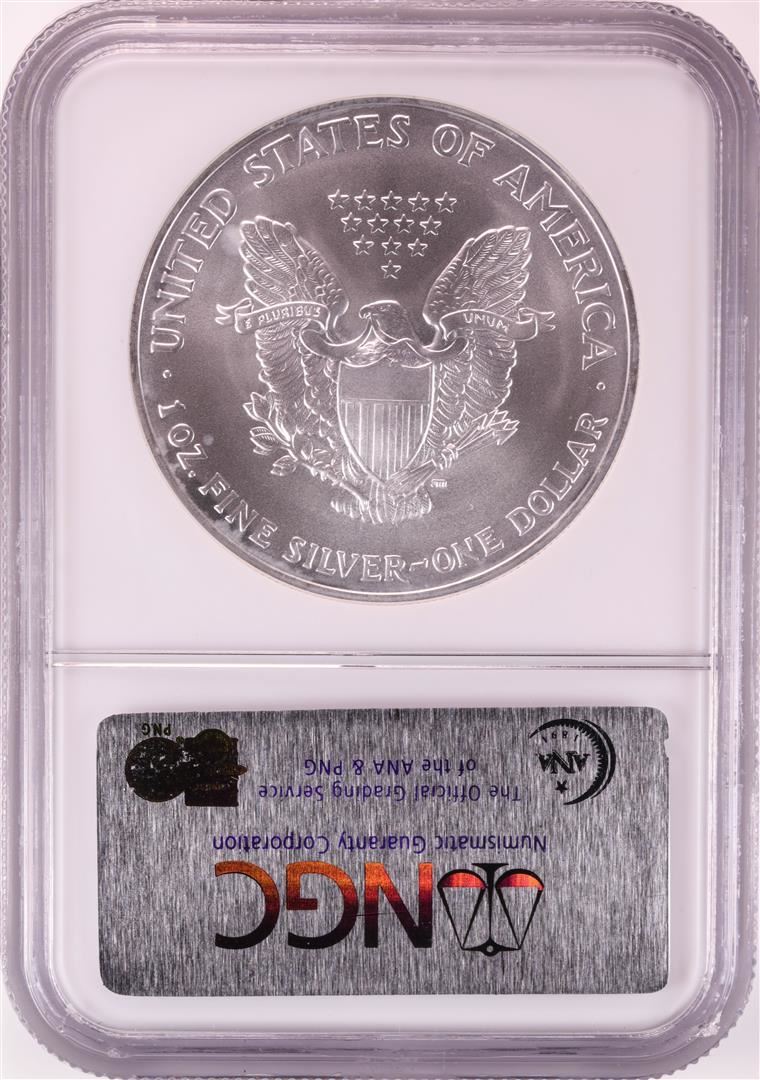 UNITED STATES OF AMERICA
E PLURIBUS UNUM
1 OZ. FINE SILVER~ONE DOLLAR
NGC
Numismatic Guaranty Corporation
The Official Grading Service
of the ANA & PNG
ANA
1891
PNG